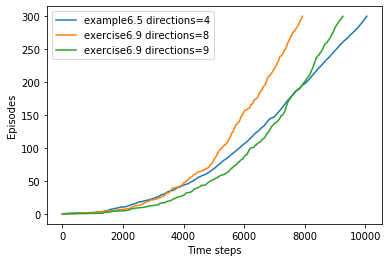 example6.5 directions=4
exercise6.9 directions=8
exercise6.9 directions=9
300
250
200
150
100
50
0
Episodes
0 2000 4000 6000 8000 10000
Time steps